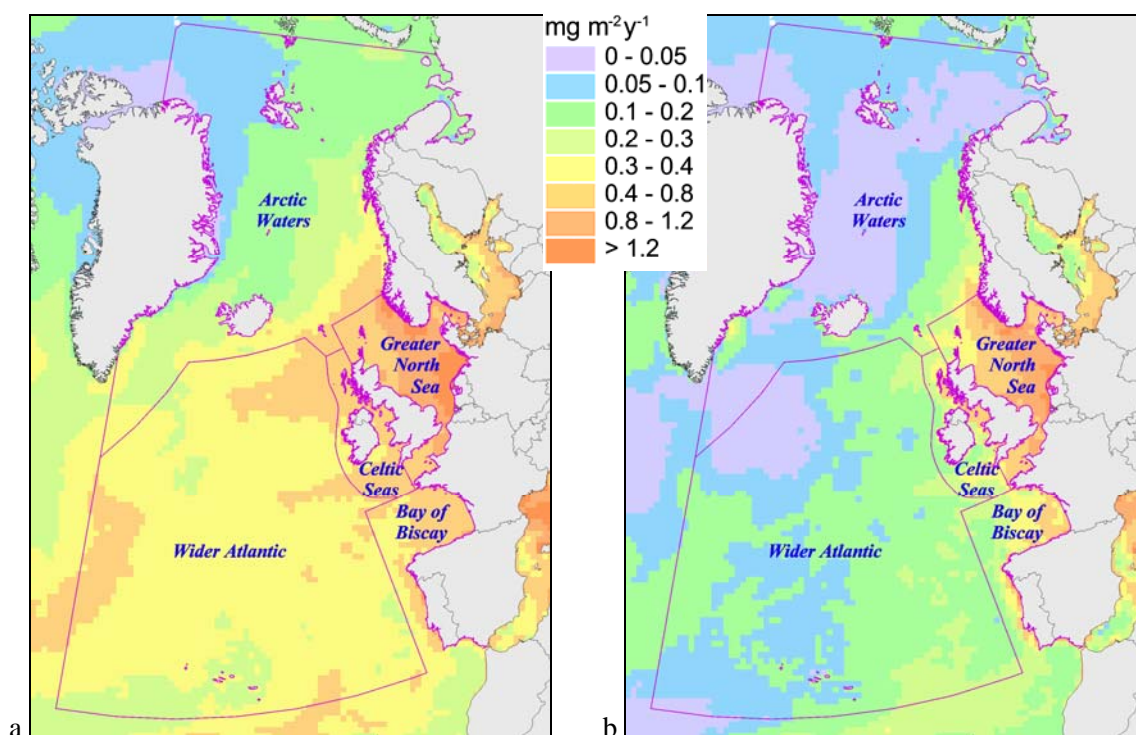 mg m⁻²y⁻¹
0 - 0.05
0.05 - 0.1
0.1 - 0.2
0.2 - 0.3
0.3 - 0.4
0.4 - 0.8
0.8 - 1.2
> 1.2
Arctic
Waters
Greater
North
Sea
Celtic
Seas
Bay of
Biscay
Wider Atlantic
a
Arctic
Waters
Greater
North
Sea
Celtic
Seas
Bay of
Biscay
Wider Atlantic
b